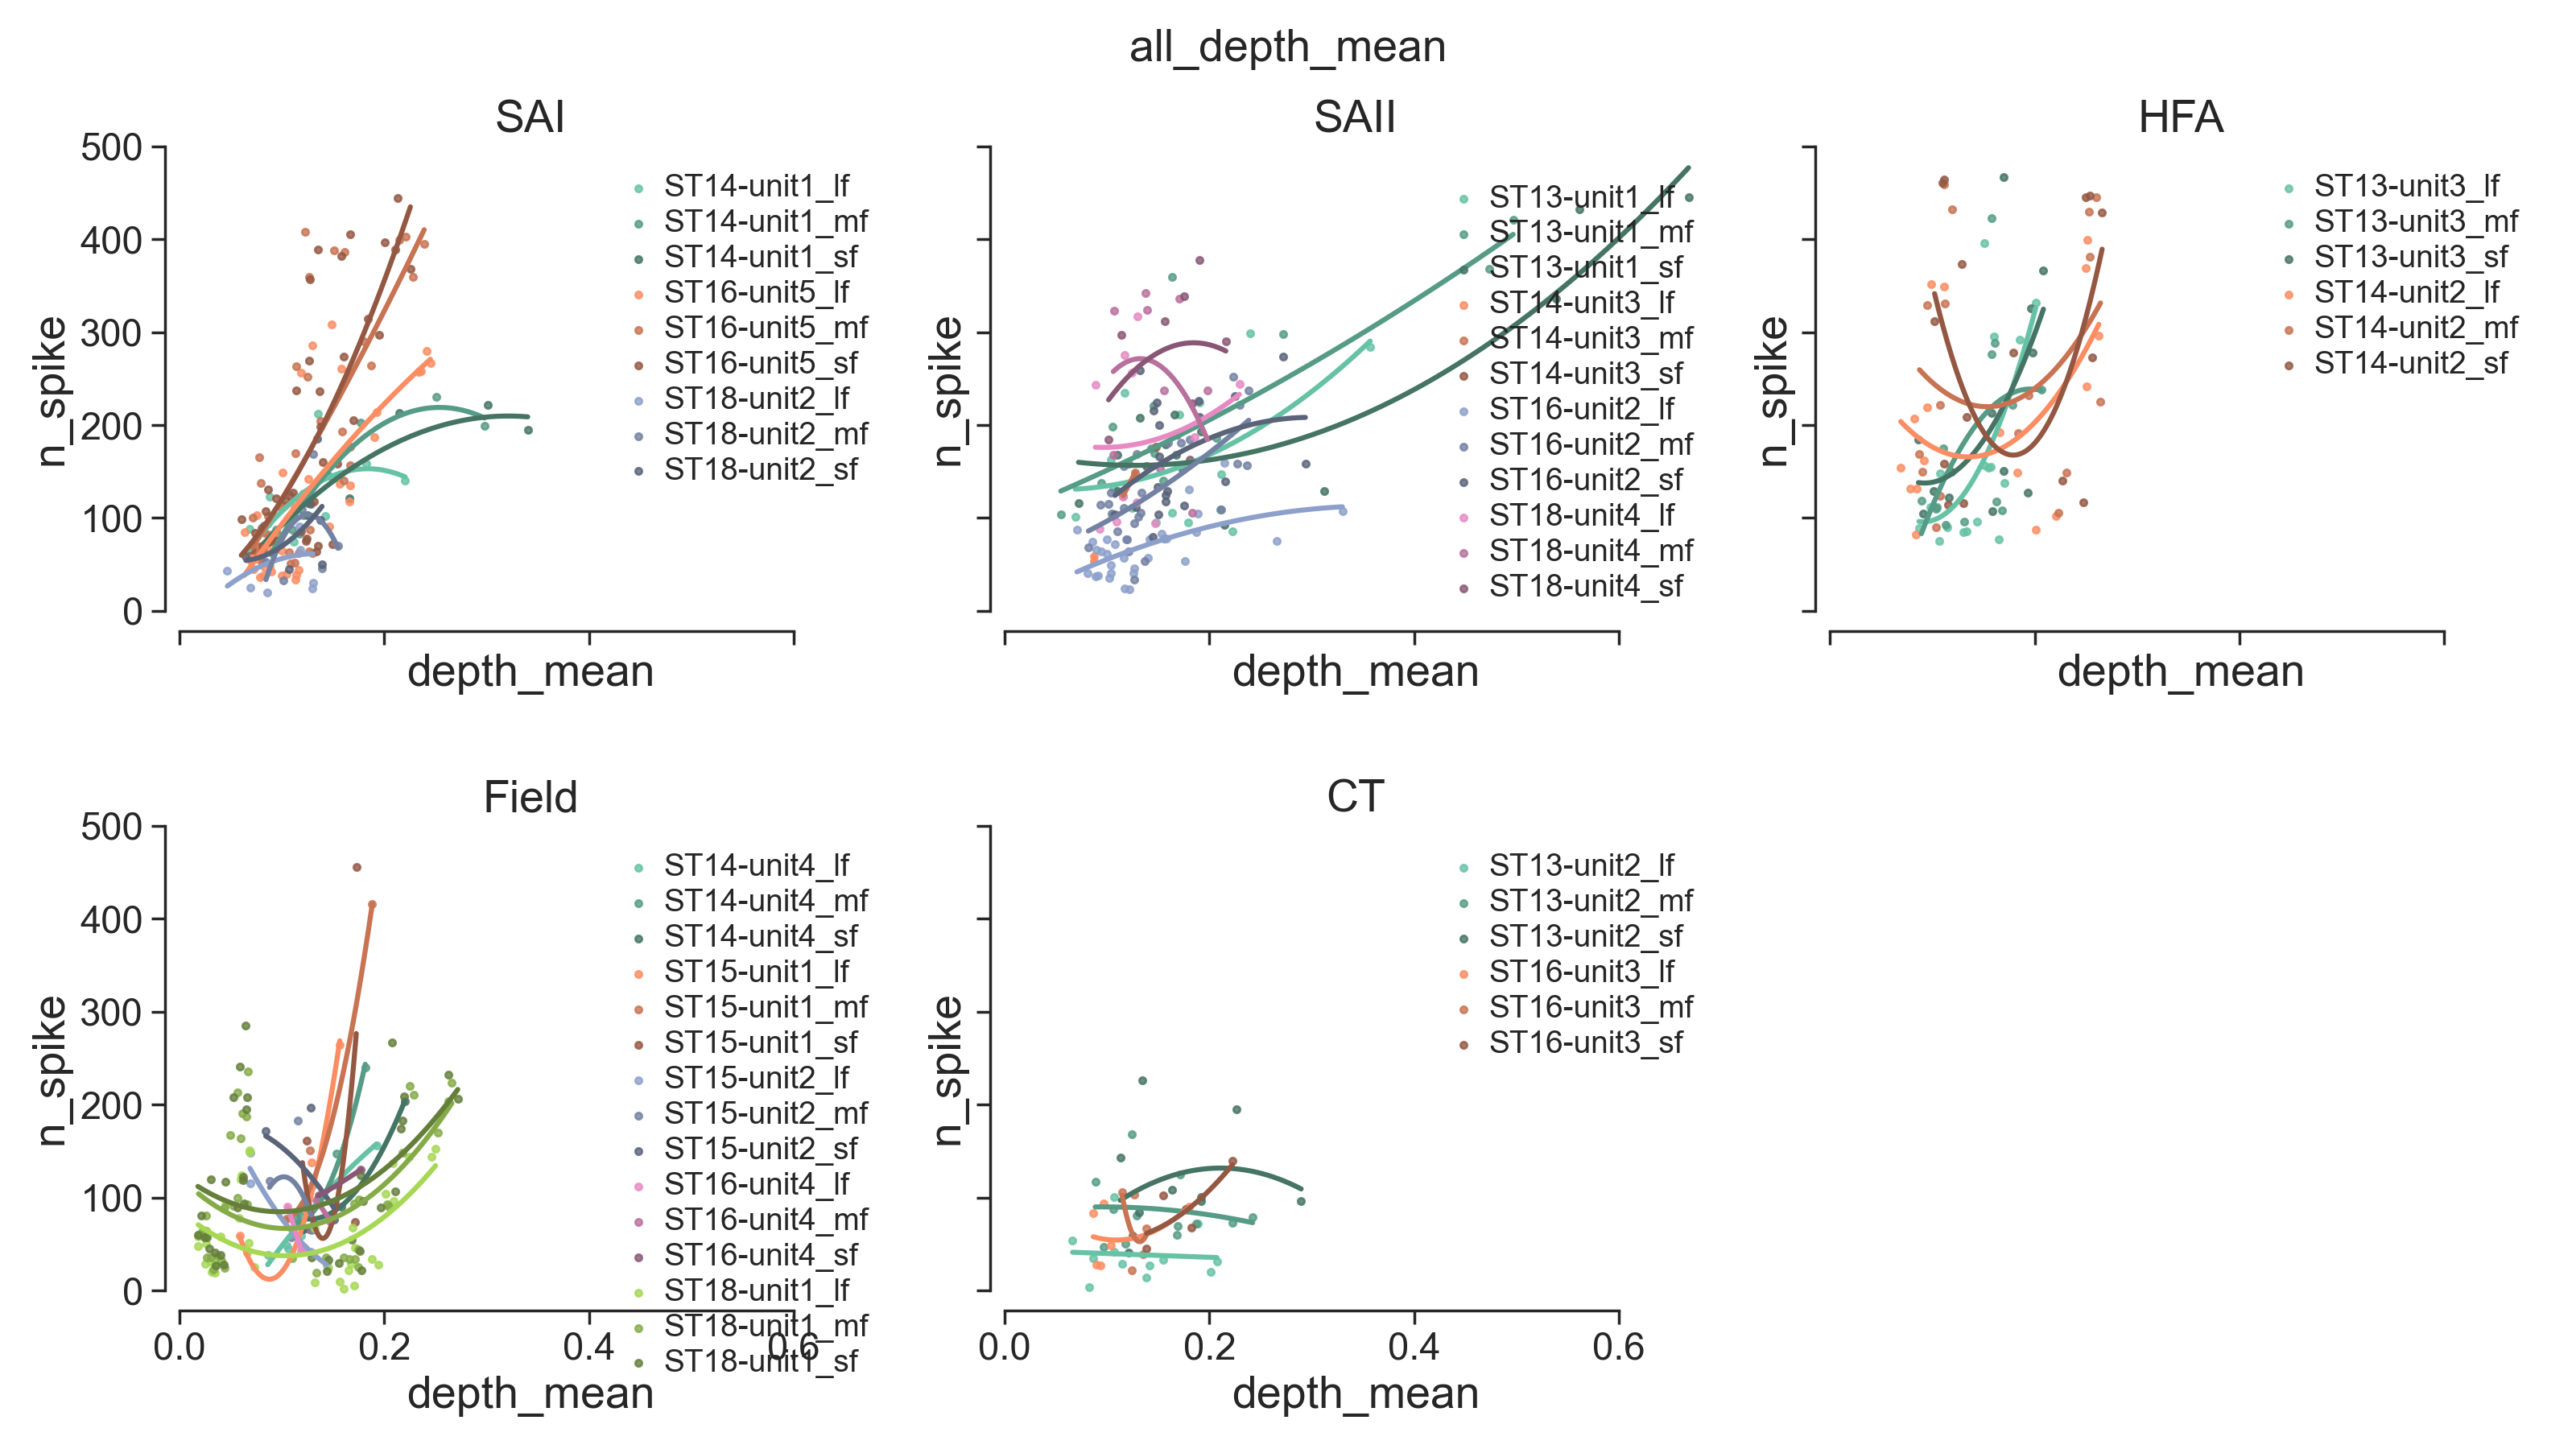 all_depth_mean
SAI
n_spike
500
400
300
200
100
0
depth_mean
ST14-unit1_lf
ST14-unit1_mf
ST14-unit1_sf
ST16-unit5_lf
ST16-unit5_mf
ST16-unit5_sf
ST18-unit2_lf
ST18-unit2_mf
ST18-unit2_sf
SAII
n_spike
depth_mean
ST13-unit1_lf
ST13-unit1_mf
ST13-unit1_sf
ST14-unit3_lf
ST14-unit3_mf
ST14-unit3_sf
ST16-unit2_lf
ST16-unit2_mf
ST16-unit2_sf
ST18-unit4_lf
ST18-unit4_mf
ST18-unit4_sf
HFA
n_spike
depth_mean
ST13-unit3_lf
ST13-unit3_mf
ST13-unit3_sf
ST14-unit2_lf
ST14-unit2_mf
ST14-unit2_sf
Field
n_spike
500
400
300
200
100
0
0.0 0.2 0.4 0.6
depth_mean
ST14-unit4_lf
ST14-unit4_mf
ST14-unit4_sf
ST15-unit1_lf
ST15-unit1_mf
ST15-unit1_sf
ST15-unit2_lf
ST15-unit2_mf
ST15-unit2_sf
ST16-unit4_lf
ST16-unit4_mf
ST16-unit4_sf
ST18-unit1_lf
ST18-unit1_mf
ST18-unit1_sf
CT
n_spike
0.0 0.2 0.4 0.6
depth_mean
ST13-unit2_lf
ST13-unit2_mf
ST13-unit2_sf
ST16-unit3_lf
ST16-unit3_mf
ST16-unit3_sf